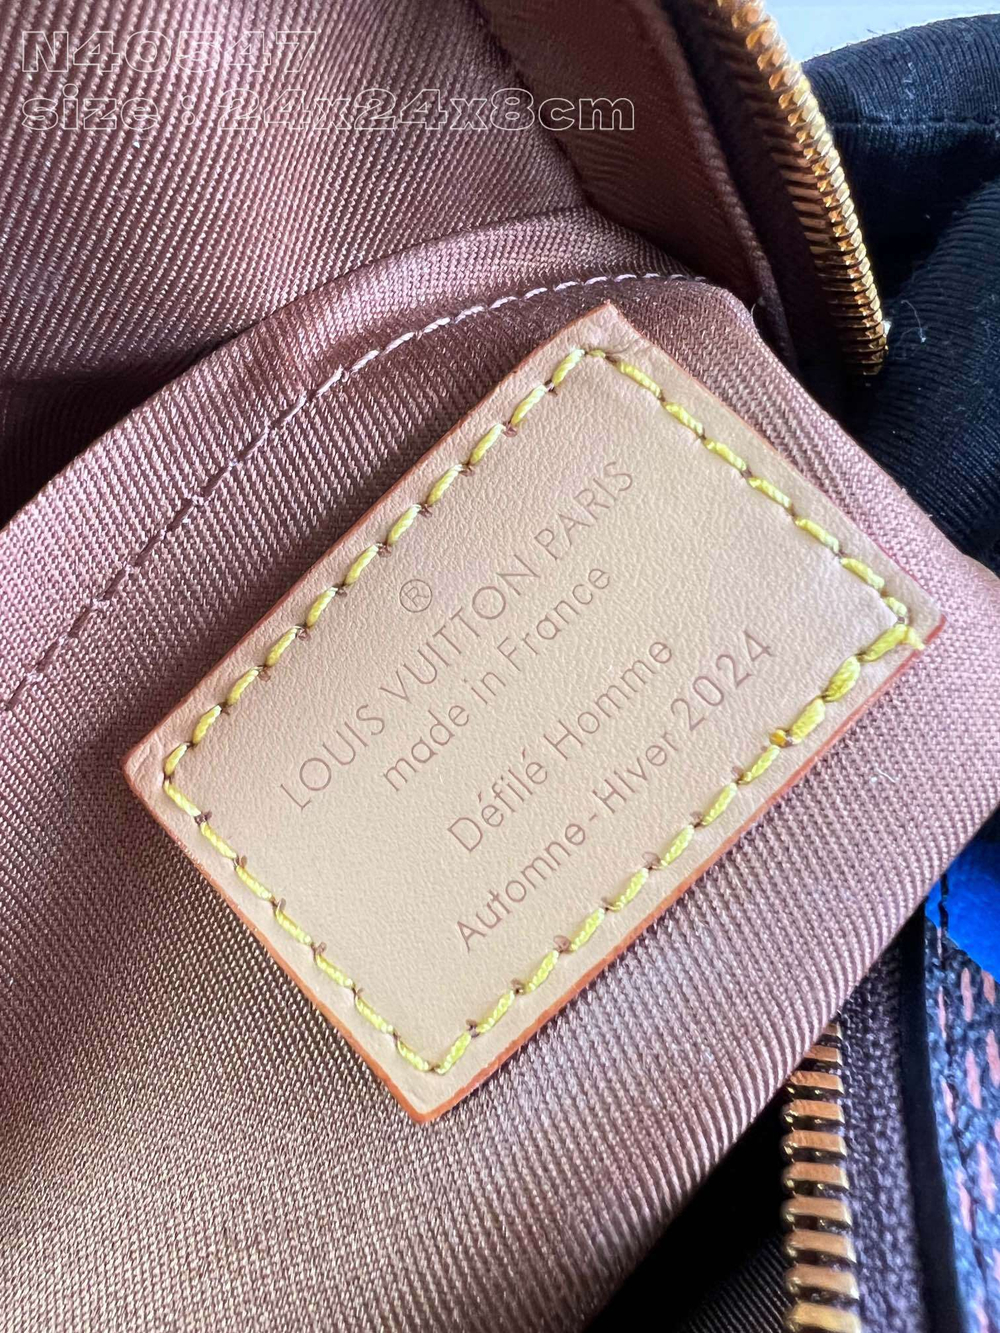 N40547
size : 24x24x8cm
®
LOUIS VUITTON PARIS
made in France
Défilé Homme
Automne-Hiver 2024